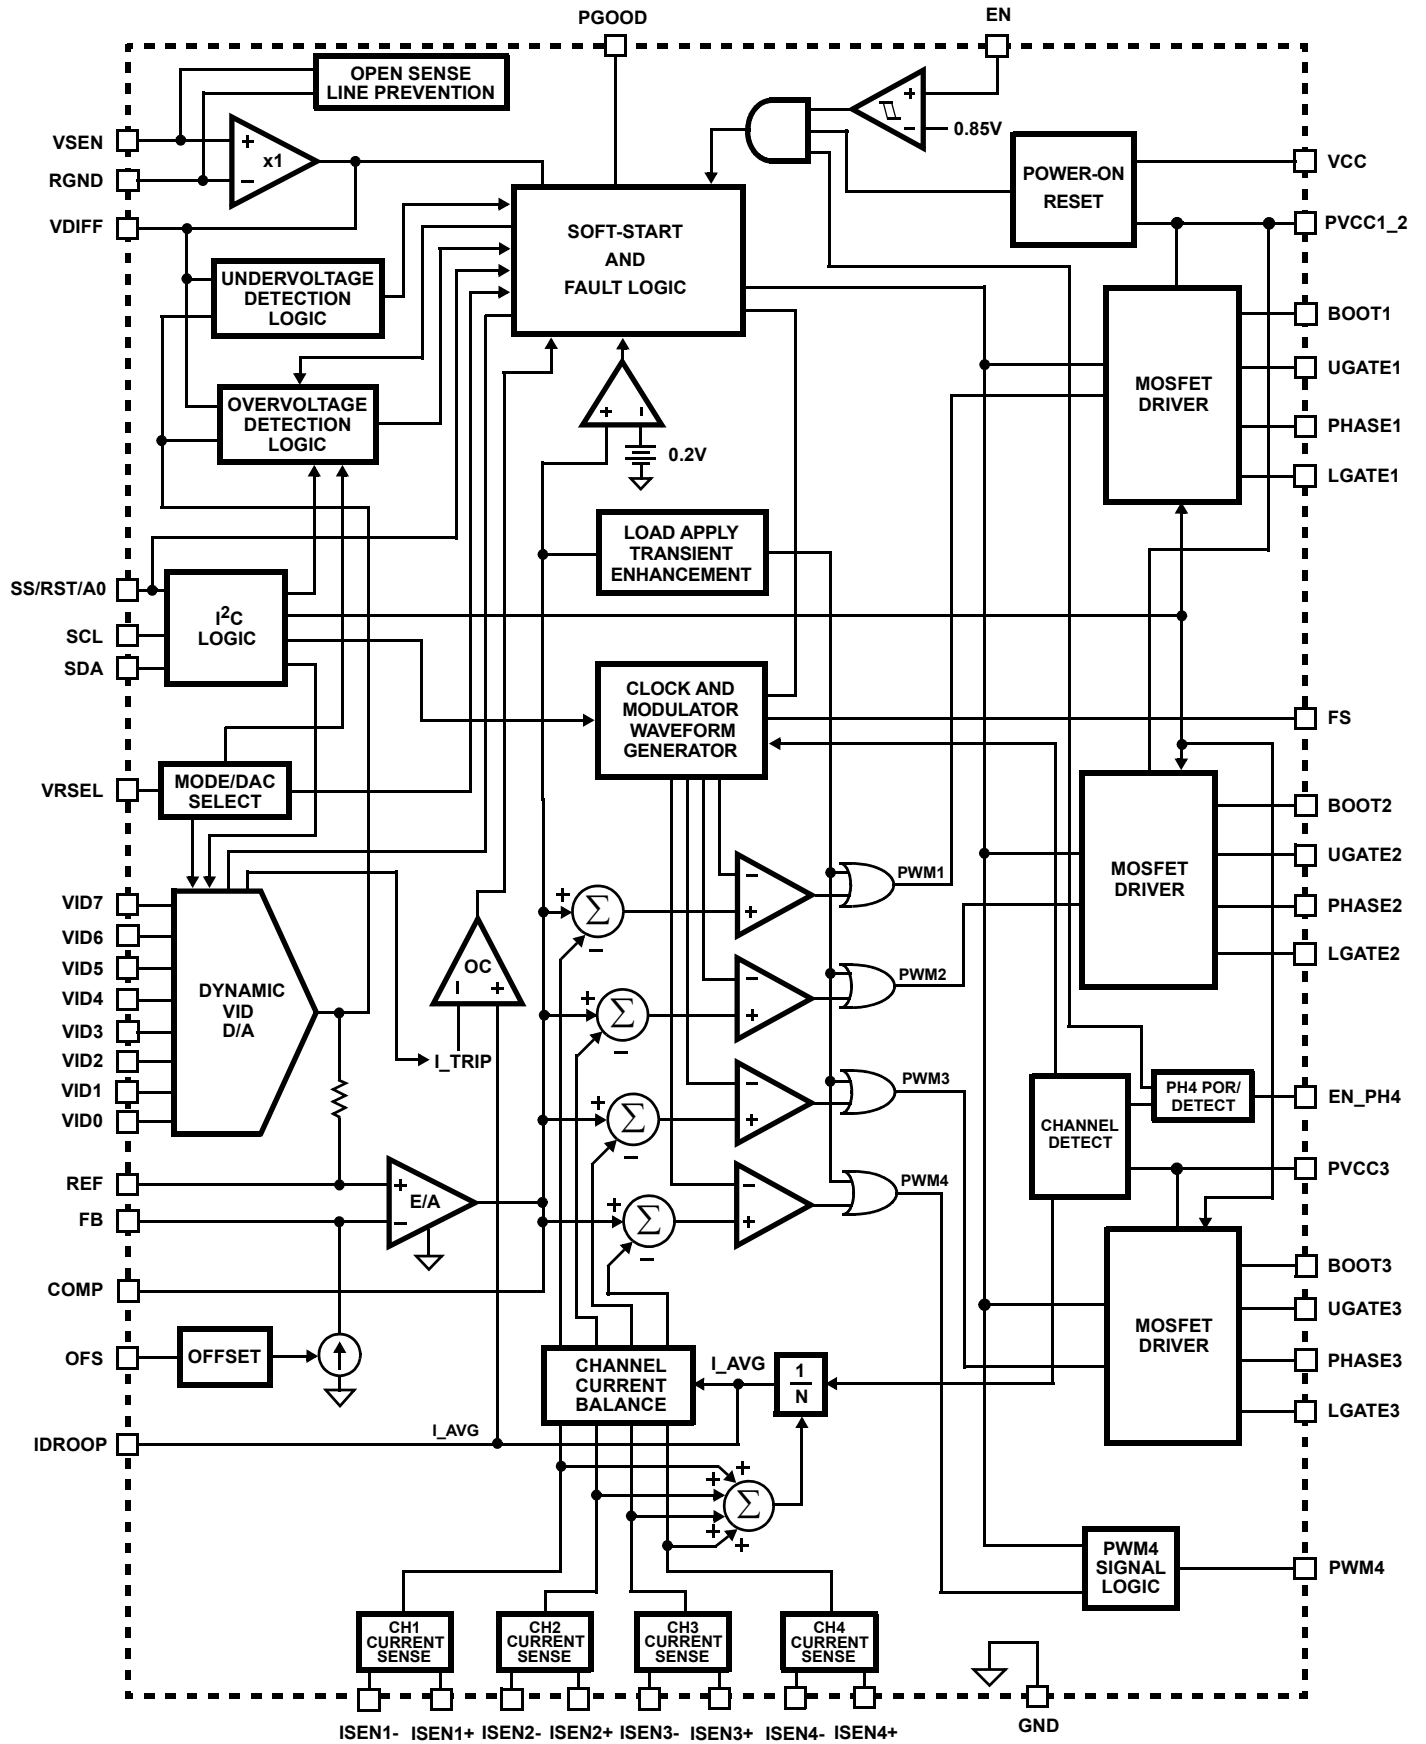 PGOOD
EN
OPEN SENSE
LINE PREVENTION
+
−
0.85V
VSEN
+
x1
−
RGND
VDIFF
POWER-ON
RESET
VCC
PVCC1_2
SOFT-START
AND
FAULT LOGIC
UNDERVOLTAGE
DETECTION
LOGIC
OVERVOLTAGE
DETECTION
LOGIC
+
−
0.2V
MOSFET
DRIVER
BOOT1
UGATE1
PHASE1
LGATE1
LOAD APPLY
TRANSIENT
ENHANCEMENT
SS/RST/A0
SCL
SDA
I2C
LOGIC
CLOCK AND
MODULATOR
WAVEFORM
GENERATOR
FS
VRSEL
MODE/DAC
SELECT
MOSFET
DRIVER
BOOT2
UGATE2
PHASE2
LGATE2
VID7
VID6
VID5
VID4
VID3
VID2
VID1
VID0
DYNAMIC
VID
D/A
OC
−
+
I_TRIP
+
Σ
−
−
+
PWM1
+
Σ
−
−
+
PWM2
+
Σ
−
−
+
PWM3
+
Σ
−
−
+
PWM4
CHANNEL
DETECT
PH4 POR/
DETECT
EN_PH4
PVCC3
REF
FB
+
E/A
−
COMP
OFS
OFFSET
CHANNEL
CURRENT
BALANCE
I_AVG
1
N
MOSFET
DRIVER
BOOT3
UGATE3
PHASE3
LGATE3
IDROOP
I_AVG
+
+
Σ
+
+
PWM4
SIGNAL
LOGIC
PWM4
CH1
CURRENT
SENSE
CH2
CURRENT
SENSE
CH3
CURRENT
SENSE
CH4
CURRENT
SENSE
ISEN1- ISEN1+ ISEN2- ISEN2+ ISEN3- ISEN3+ ISEN4- ISEN4+
GND